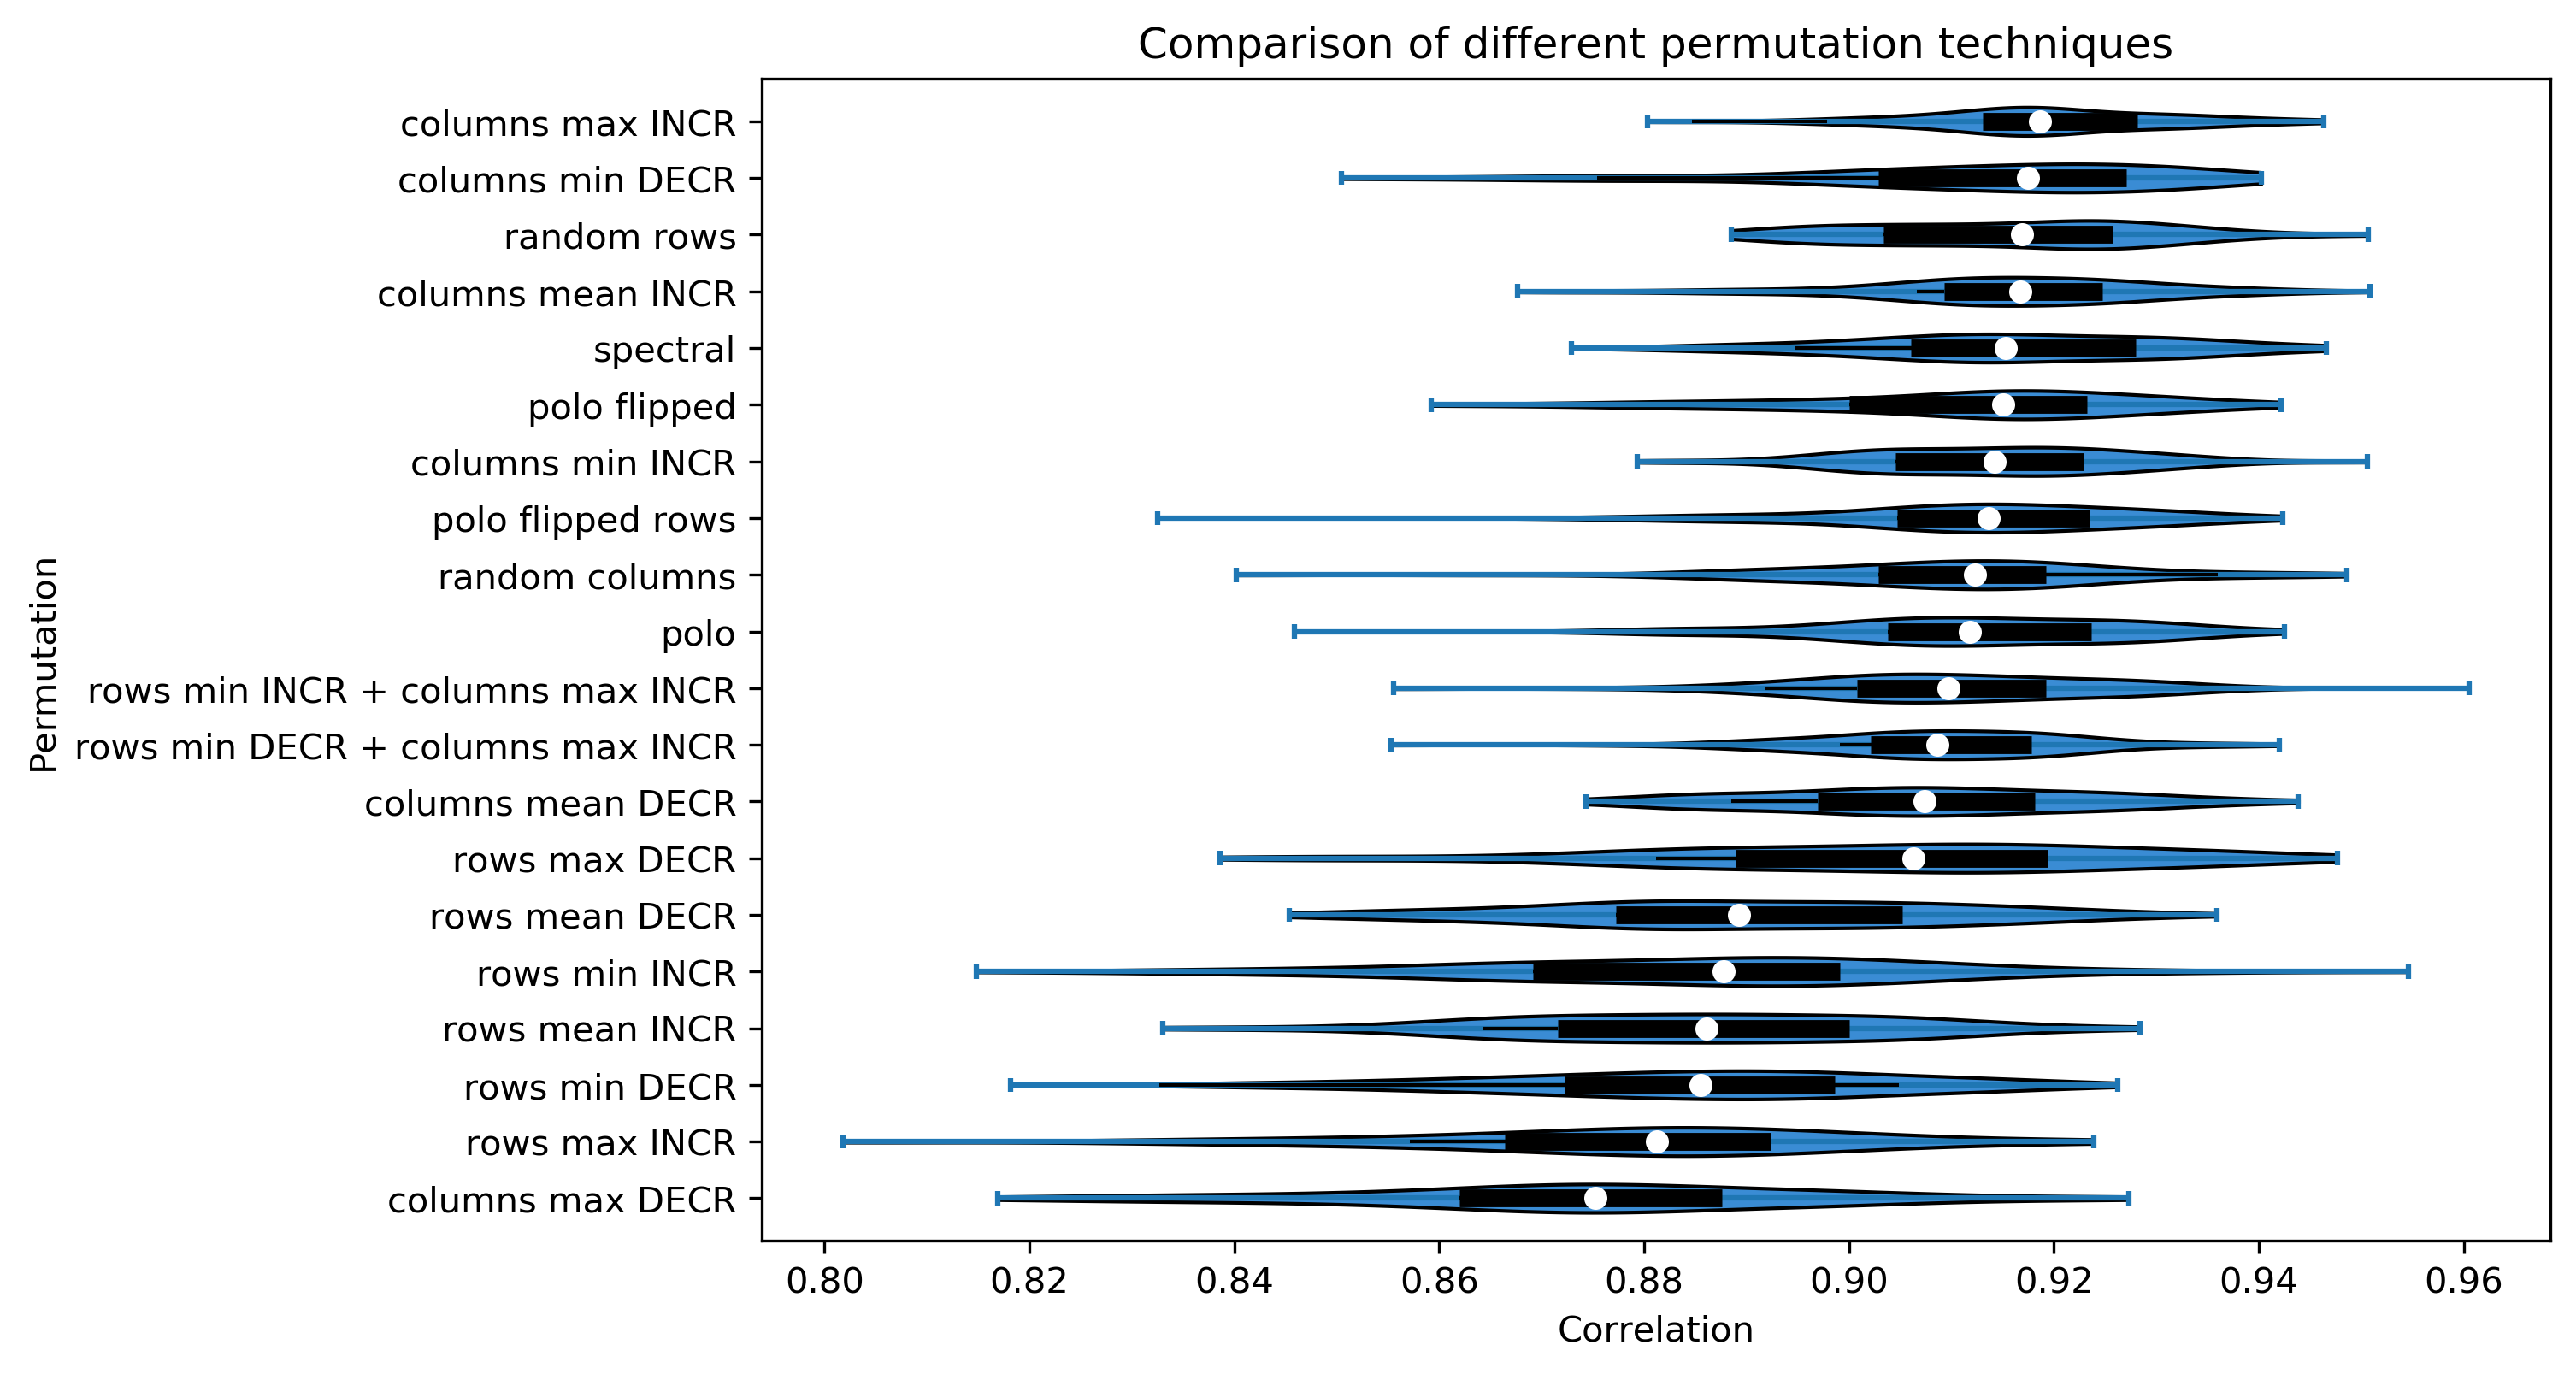 Comparison of different permutation techniques
Permutation
columns max INCR
columns min DECR
random rows
columns mean INCR
spectral
polo flipped
columns min INCR
polo flipped rows
random columns
polo
rows min INCR + columns max INCR
rows min DECR + columns max INCR
columns mean DECR
rows max DECR
rows mean DECR
rows min INCR
rows mean INCR
rows min DECR
rows max INCR
columns max DECR
0.80 0.82 0.84 0.86 0.88 0.90 0.92 0.94 0.96
Correlation